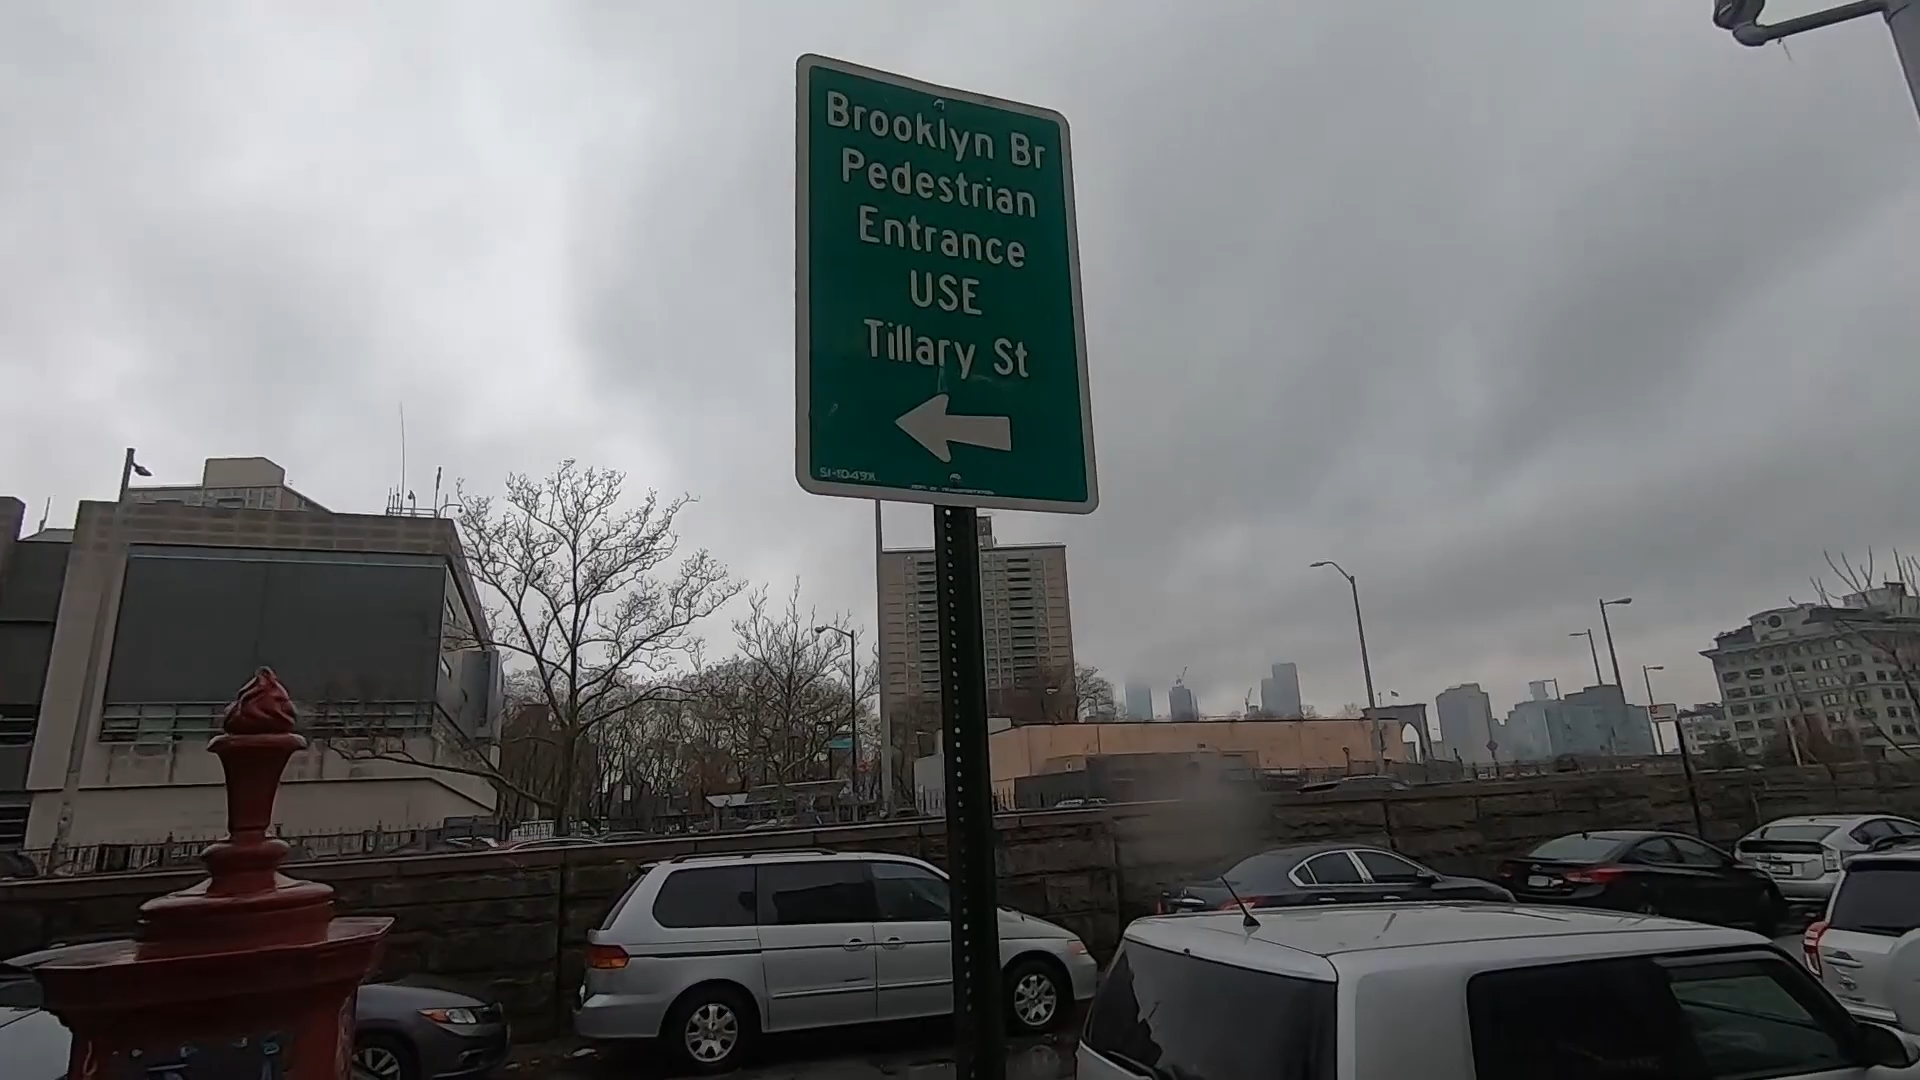 Brooklyn Br
Pedestrian
Entrance
USE
Tillary St